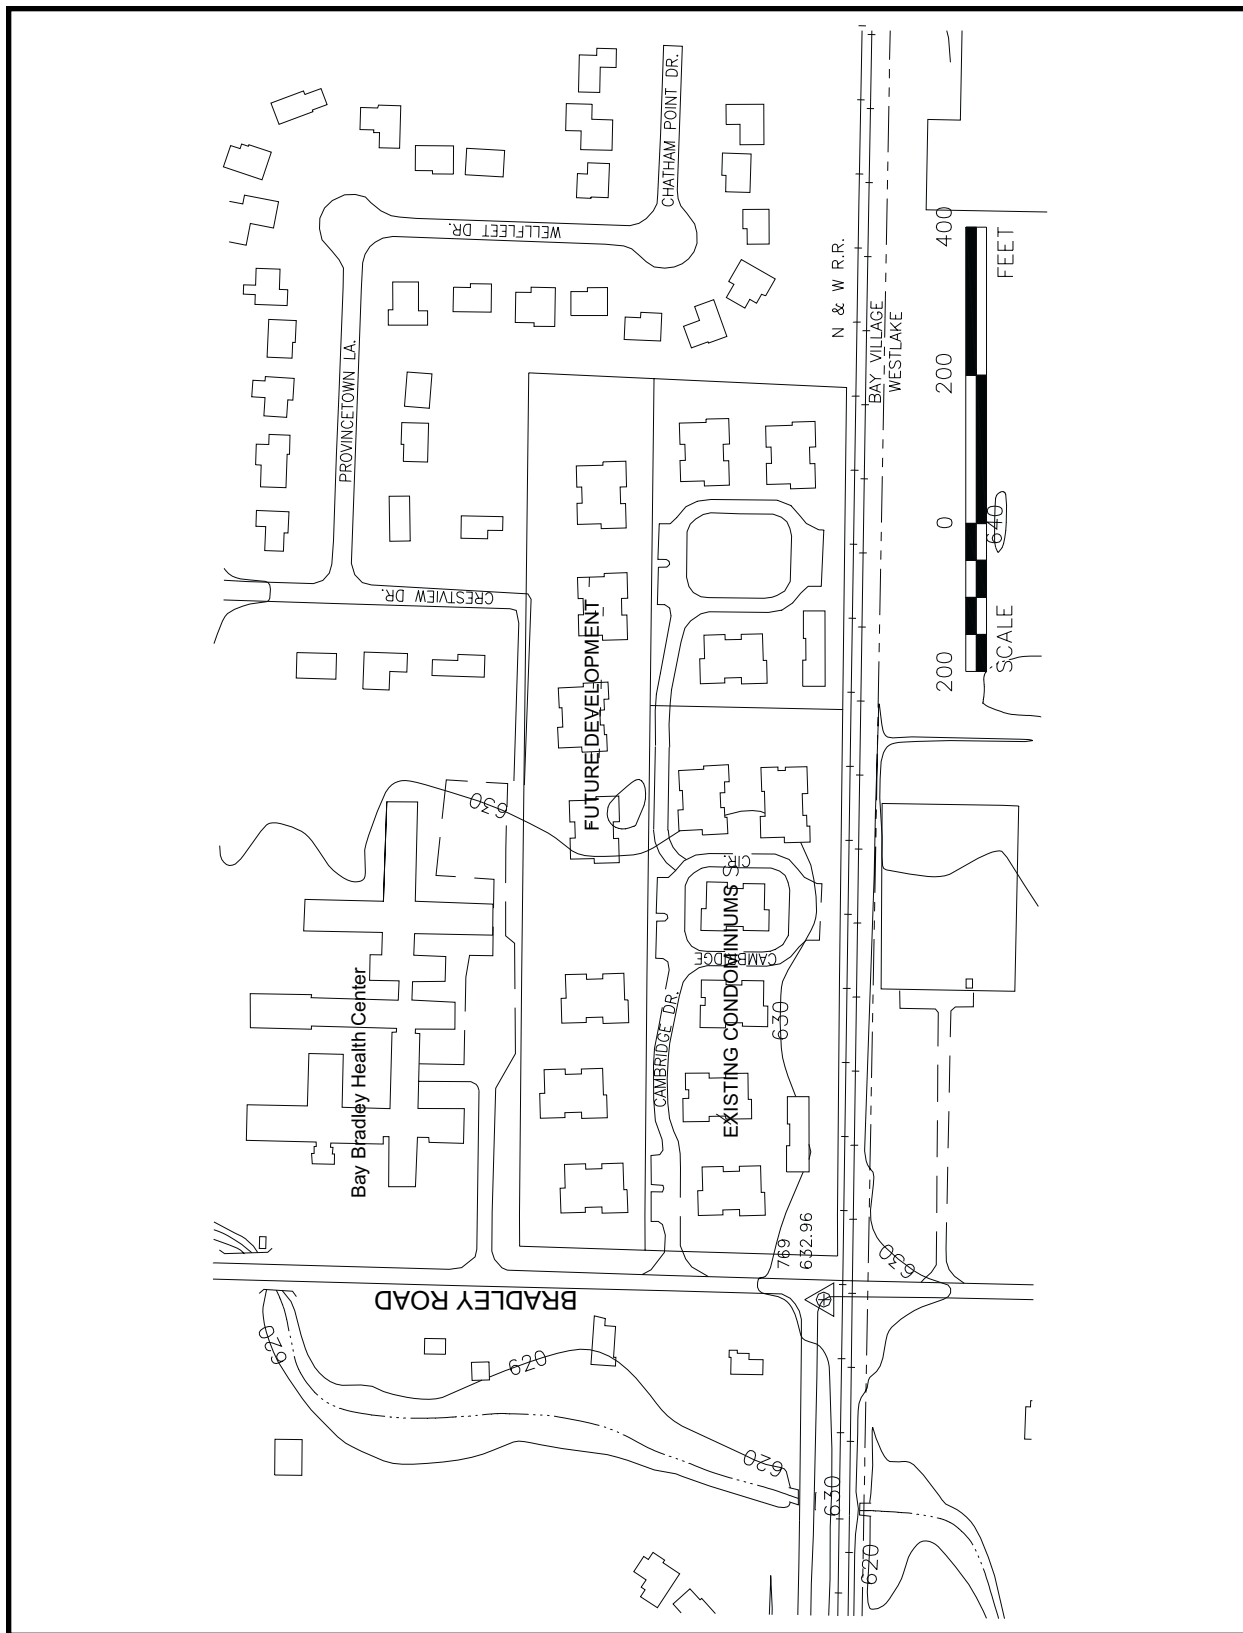 CHATHAM POINT DR.
WELLFLEET DR.
PROVINCETOWN LA.
CRESTVIEW DR.
N & W R.R.
BAY VILLAGE
WESTLAKE
400
FEET
200
0
640
200
SCALE
FUTURE DEVELOPMENT
630
Bay Bradley Health Center
CIR.
EXISTING CONDOMINIUMS
CAMBRIDGE
CAMBRIDGE DR.
630
769
632.96
630
BRADLEY ROAD
620
620
620
630
620